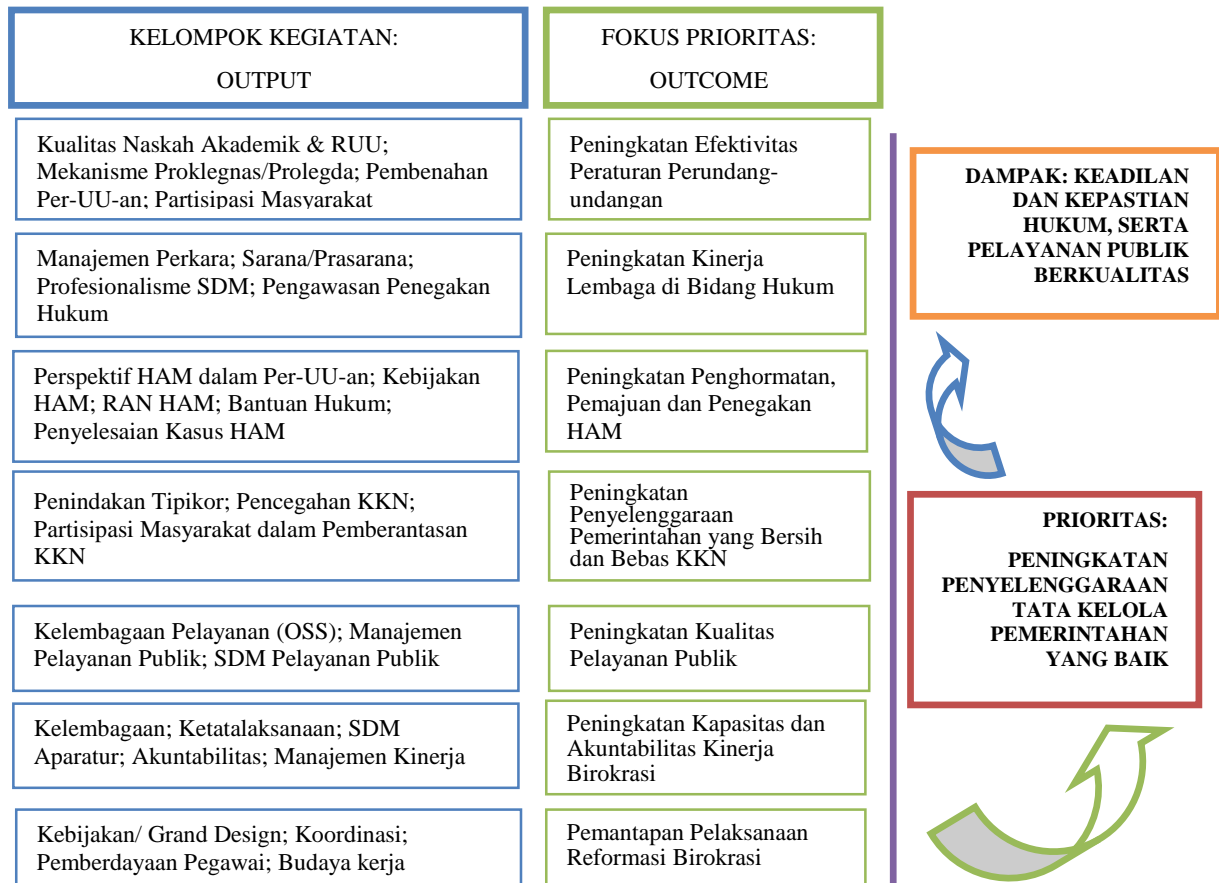 KELOMPOK KEGIATAN:
OUTPUT
FOKUS PRIORITAS:
OUTCOME
Kualitas Naskah Akademik & RUU;
Mekanisme Proklegnas/Prolegda; Pembenahan
Per-UU-an; Partisipasi Masyarakat
Peningkatan Efektivitas
Peraturan Perundang-
undangan
Manajemen Perkara; Sarana/Prasarana;
Profesionalisme SDM; Pengawasan Penegakan
Hukum
Peningkatan Kinerja
Lembaga di Bidang Hukum
Perspektif HAM dalam Per-UU-an; Kebijakan
HAM; RAN HAM; Bantuan Hukum;
Penyelesaian Kasus HAM
Peningkatan Penghormatan,
Pemajuan dan Penegakan
HAM
Penindakan Tipikor; Pencegahan KKN;
Partisipasi Masyarakat dalam Pemberantasan
KKN
Peningkatan
Penyelenggaraan
Pemerintahan yang Bersih
dan Bebas KKN
Kelembagaan Pelayanan (OSS); Manajemen
Pelayanan Publik; SDM Pelayanan Publik
Peningkatan Kualitas
Pelayanan Publik
Kelembagaan; Ketatalaksanaan; SDM
Aparatur; Akuntabilitas; Manajemen Kinerja
Peningkatan Kapasitas dan
Akuntabilitas Kinerja
Birokrasi
Kebijakan/ Grand Design; Koordinasi;
Pemberdayaan Pegawai; Budaya kerja
Pemantapan Pelaksanaan
Reformasi Birokrasi
DAMPAK: KEADILAN
DAN KEPASTIAN
HUKUM, SERTA
PELAYANAN PUBLIK
BERKUALITAS
PRIORITAS:
PENINGKATAN
PENYELENGGARAAN
TATA KELOLA
PEMERINTAHAN
YANG BAIK